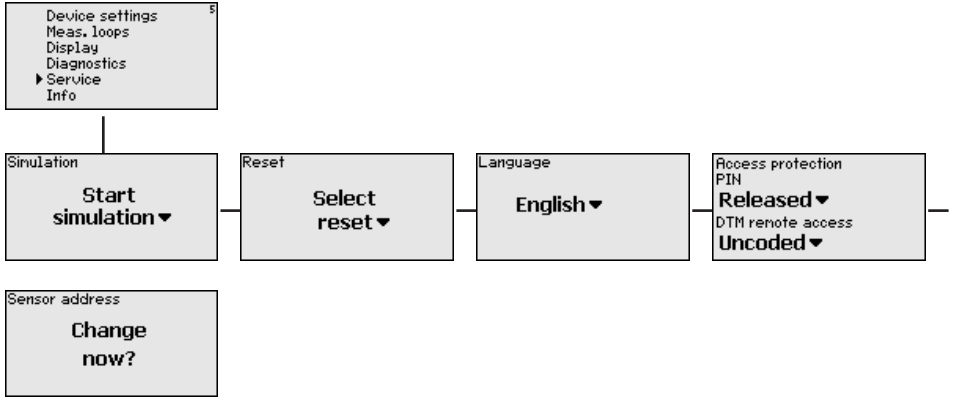 5
Device settings
Meas. loops
Display
Diagnostics
Service
Info
Simulation
Start
simulation
Reset
Select
reset
Language
English
Access protection
PIN
Released
DTM remote access
Uncoded
Sensor address
Change
now?